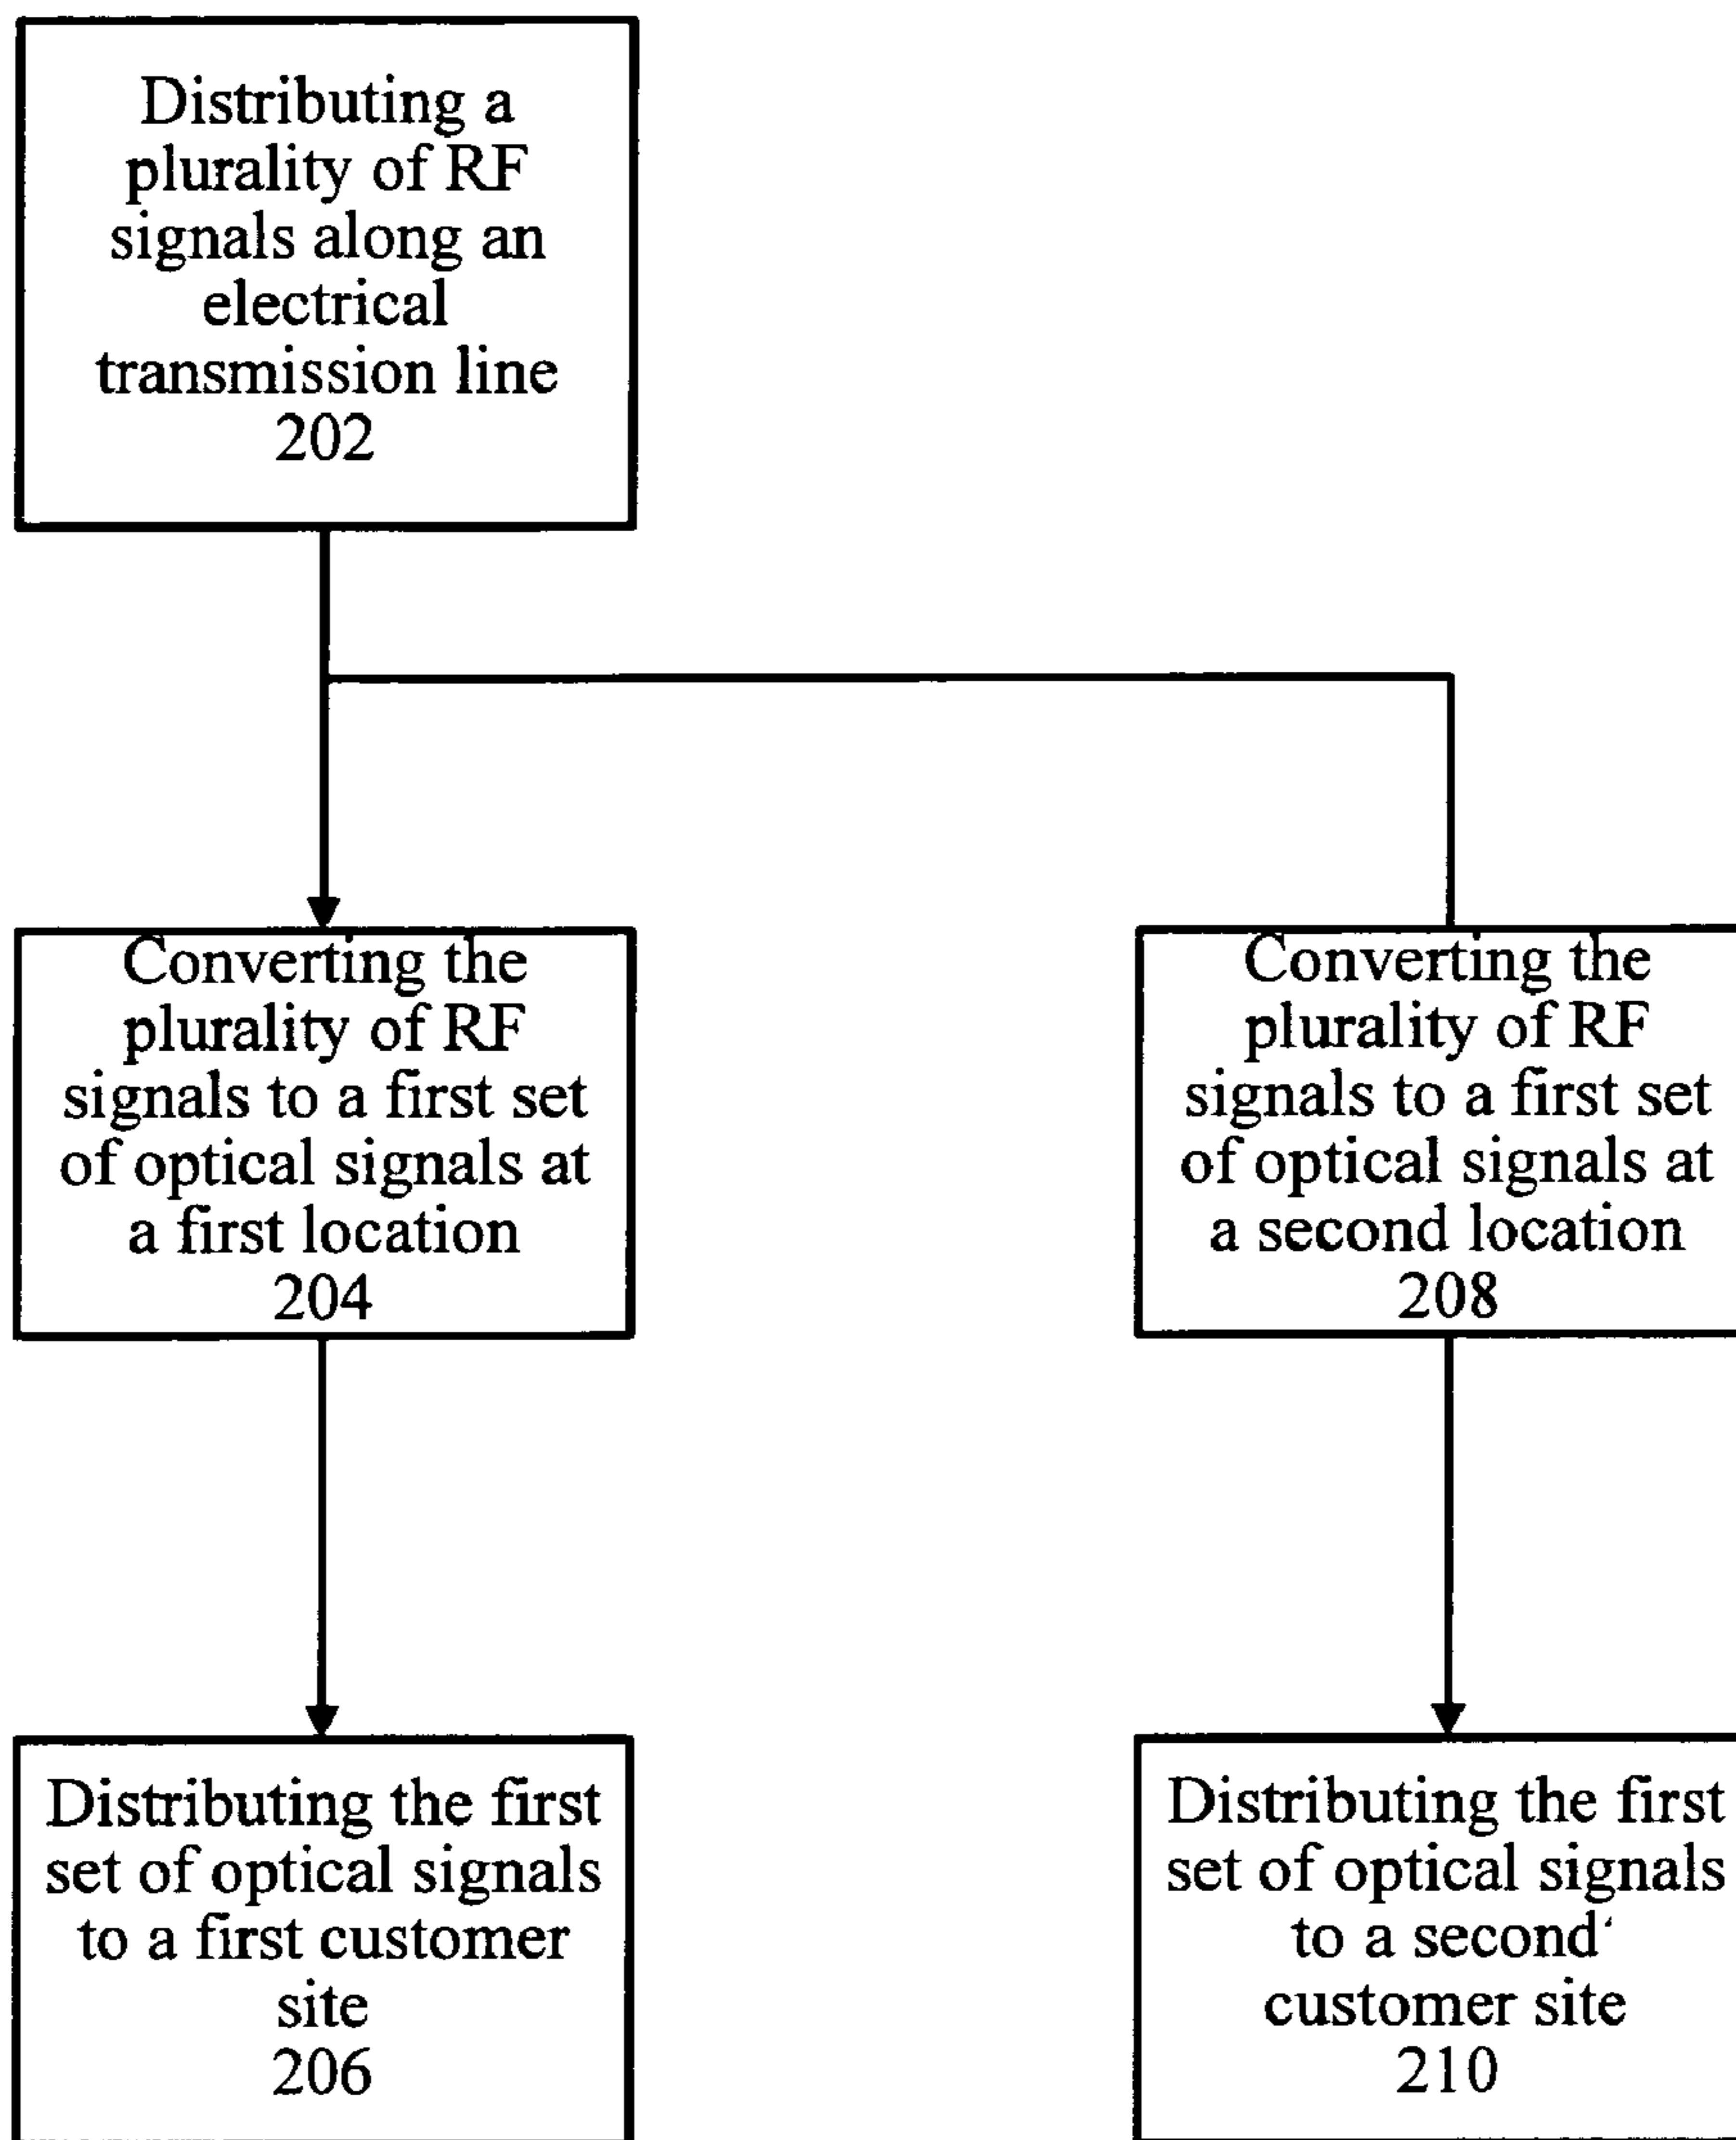 Distributing a
plurality of RF
signals along an
electrical
transmission line
202
Converting the
plurality of RF
signals to a first set
of optical signals at
a first location
204
Converting the
plurality of RF
signals to a first set
of optical signals at
a second location
208
Distributing the first
set of optical signals
to a first customer
site
206
Distributing the first
set of optical signals
to a second
customer site
210